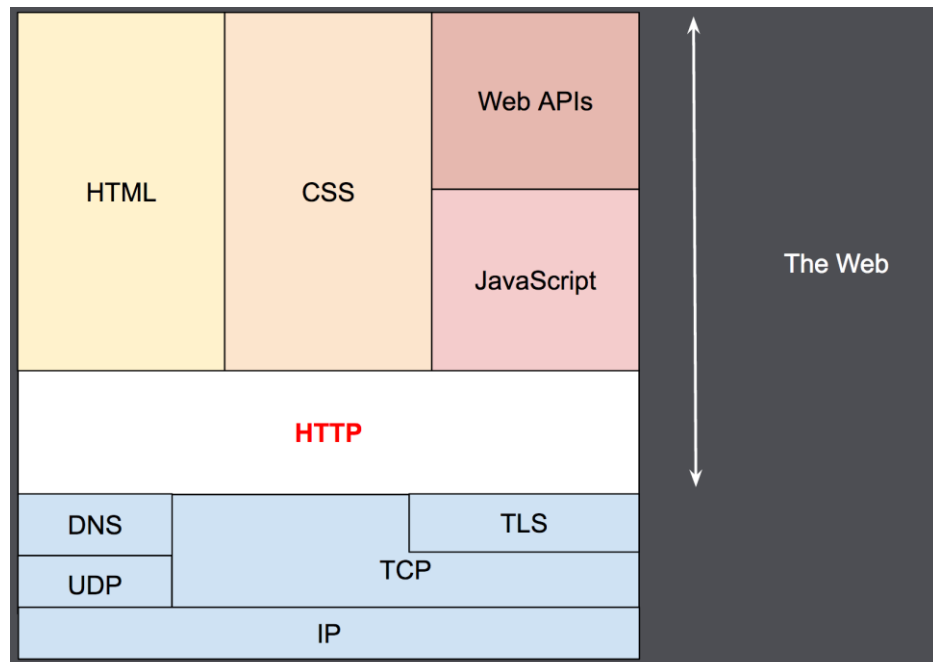 Web APIs
HTML
CSS
JavaScript
The Web
HTTP
DNS
TLS
TCP
UDP
IP